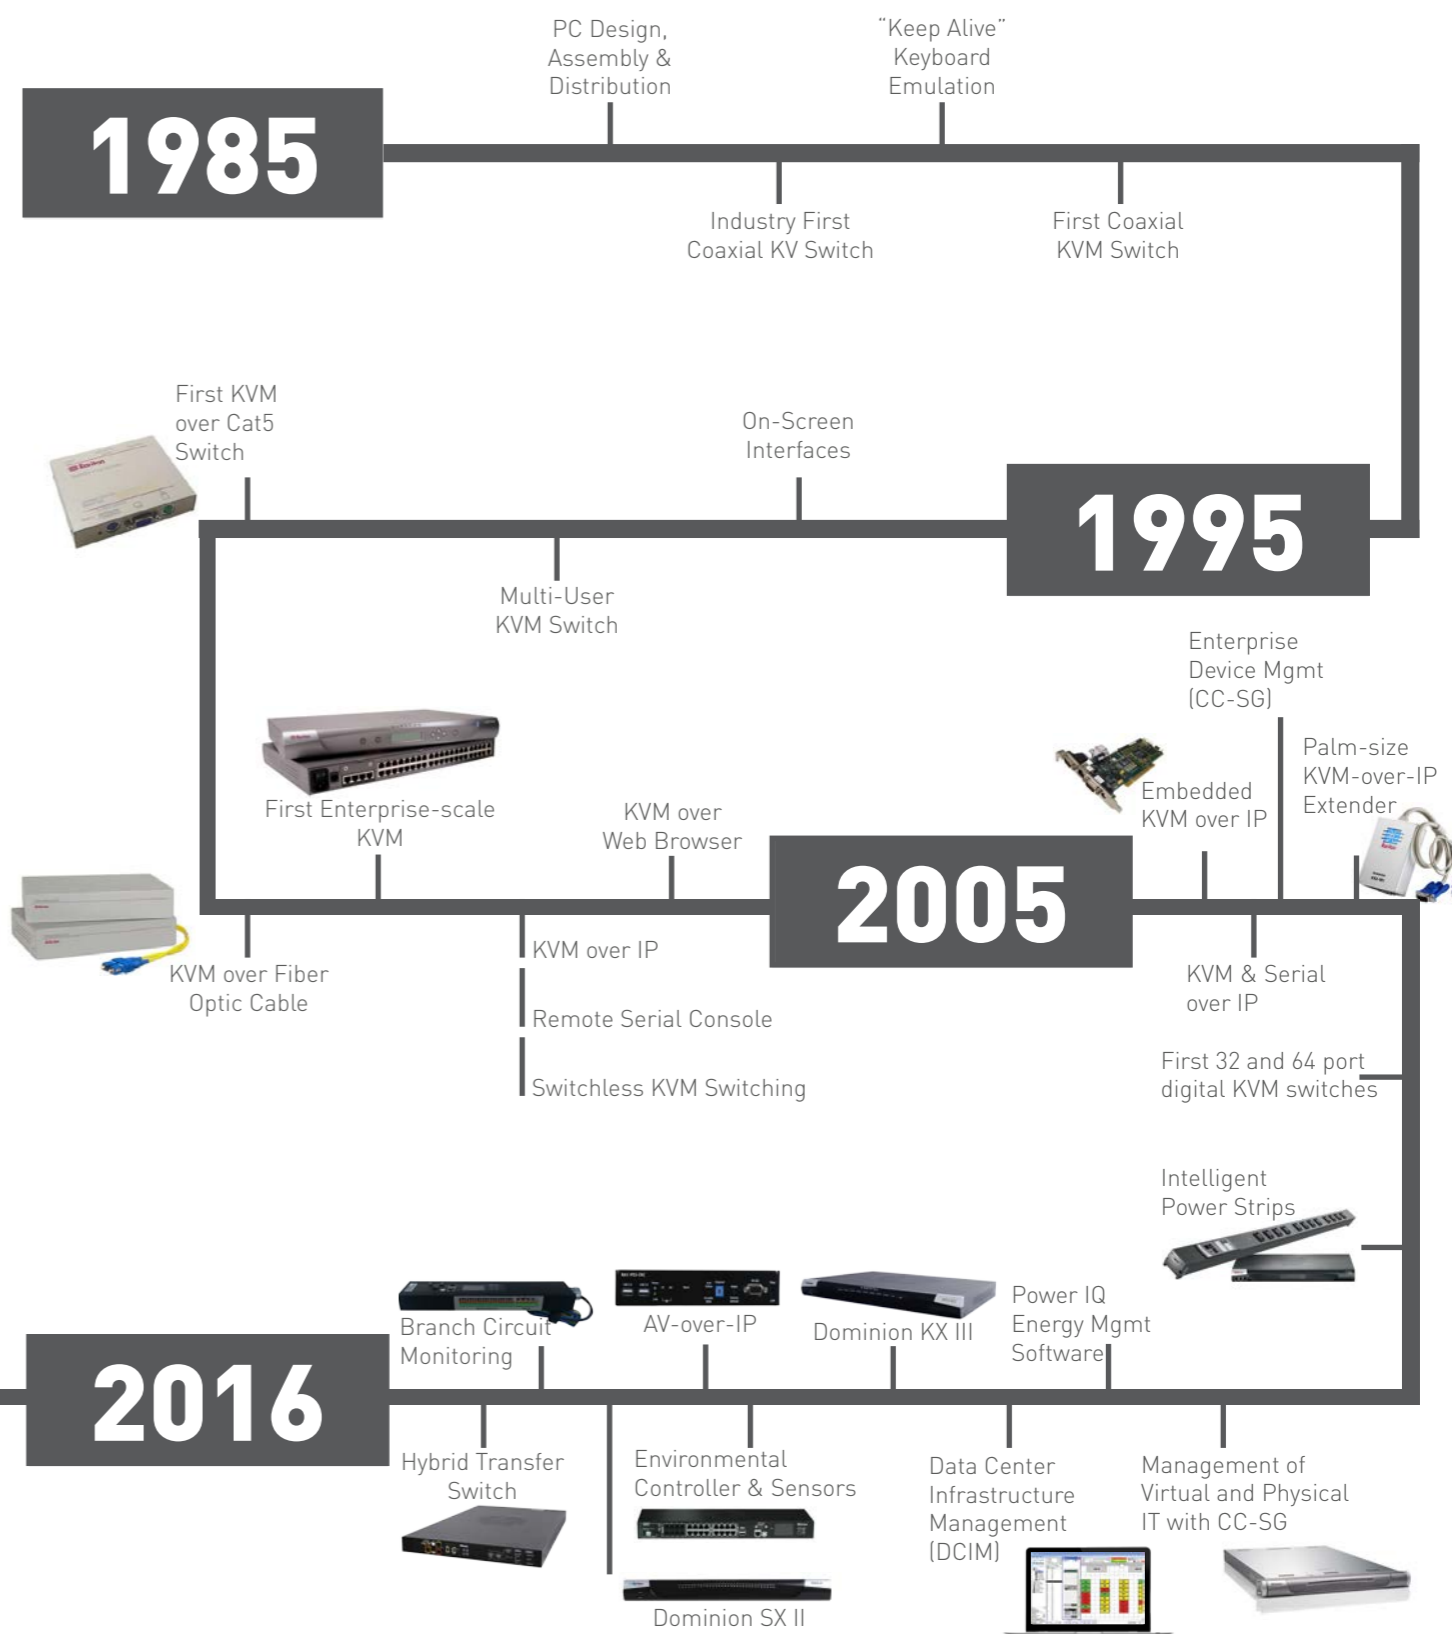 PC Design,
Assembly &
Distribution
“Keep Alive”
Keyboard
Emulation
1985
Industry First
Coaxial KV Switch
First Coaxial
KVM Switch
First KVM
over Cat5
Switch
On-Screen
Interfaces
1995
Multi-User
KVM Switch
Enterprise
Device Mgmt
(CC-SG)
Palm-size
KVM-over-IP
Extender
Embedded
KVM over IP
First Enterprise-scale
KVM
KVM over
Web Browser
2005
KVM over Fiber
Optic Cable
KVM over IP
Remote Serial Console
Switchless KVM Switching
KVM & Serial
over IP
First 32 and 64 port
digital KVM switches
Intelligent
Power Strips
Branch Circuit
Monitoring
AV-over-IP
Dominion KX III
Power IQ
Energy Mgmt
Software
2016
Hybrid Transfer
Switch
Environmental
Controller & Sensors
Dominion SX II
Data Center
Infrastructure
Management
(DCIM)
Management of
Virtual and Physical
IT with CC-SG